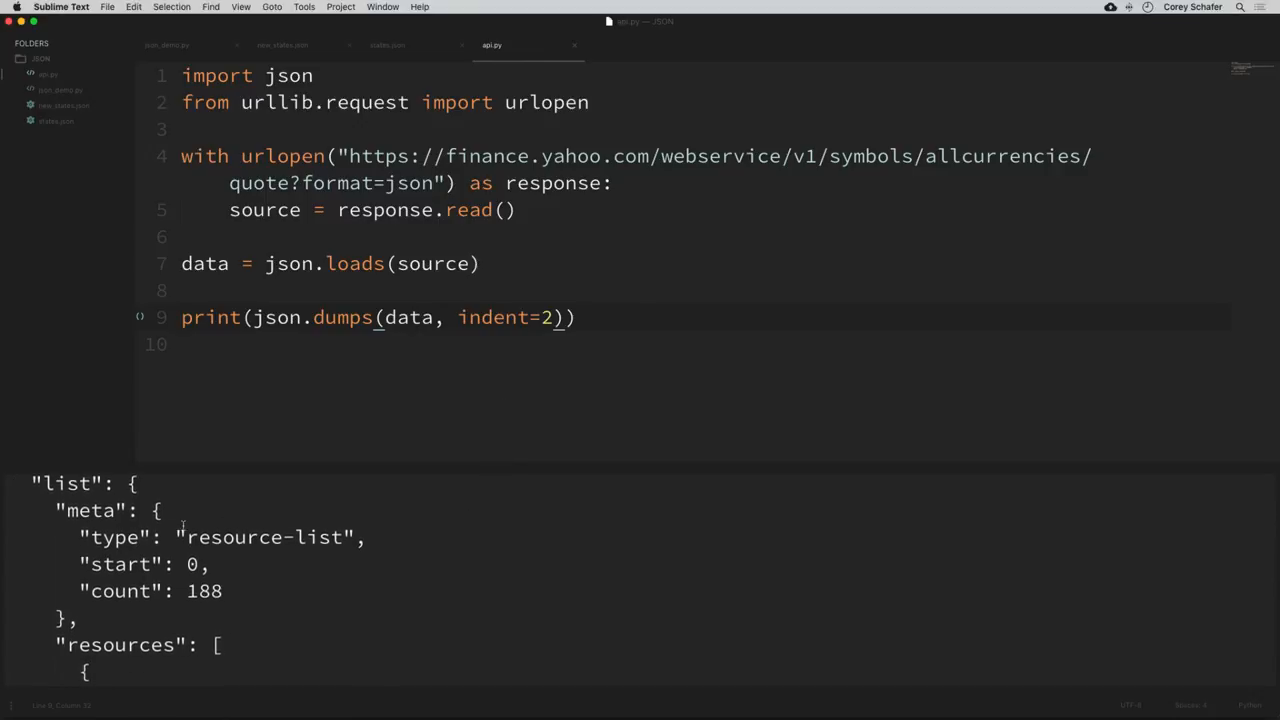 Sublime Text File Edit Selection Find View Goto Tools Project Window Help Corey Schafer
api.py — JSON
FOLDERS
JSON
api.py
json_demo.py
new_states.json
states.json
json_demo.py new_states.json states.json api.py
1 import json
2 from urllib.request import urlopen
3
4 with urlopen("https://finance.yahoo.com/webservice/v1/symbols/allcurrencies/
quote?format=json") as response:
5 source = response.read()
6
7 data = json.loads(source)
8
9 print(json.dumps(data, indent=2))
10
"list": {
"meta": {
"type": "resource-list",
"start": 0,
"count": 188
},
"resources": [
{
Line 9, Column 32 UTF-8 Spaces: 4 Python